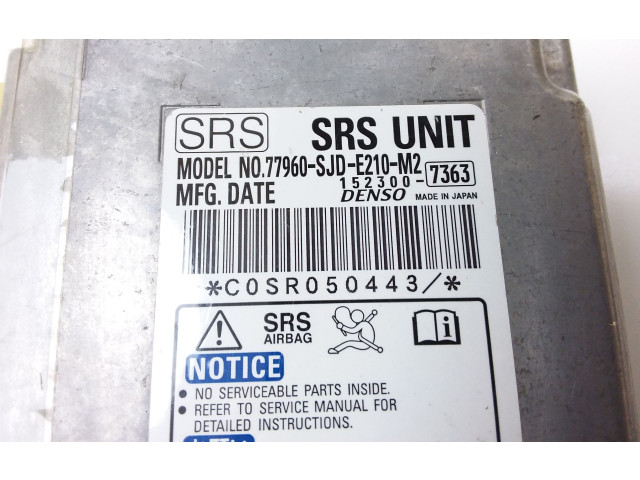 SRS SRS UNIT
MODEL NO.77960-SJD-E210-M2
MFG. DATE 152300-7363
DENSO MADE IN JAPAN
*C0SR050443/*
SRS
AIRBAG
NOTICE
● NO SERVICEABLE PARTS INSIDE.
● REFER TO SERVICE MANUAL FOR
DETAILED INSTRUCTIONS.